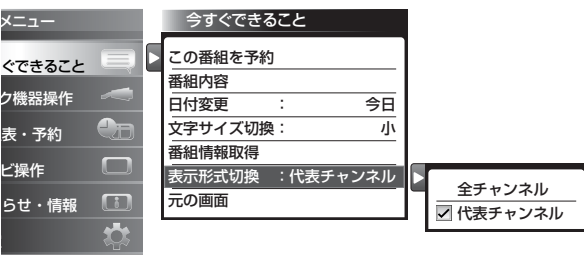 メニュー
ぐできること
ク機器操作
表・予約
ビ操作
らせ・情報
今すぐできること
この番組を予約
番組内容
日付変更 : 今日
文字サイズ切換 : 小
番組情報取得
表示形式切換 : 代表チャンネル
元の画面
全チャンネル
代表チャンネル